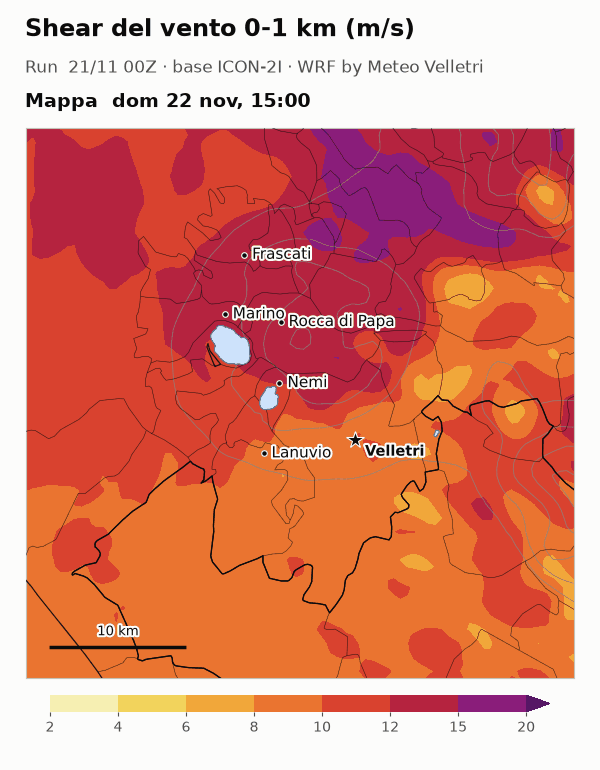 Shear del vento 0-1 km (m/s)
Run  21/11 00Z · base ICON-2I · WRF by Meteo Velletri
Mappa  dom 22 nov, 15:00
Frascati
Marino
Rocca di Papa
Nemi
Velletri
Lanuvio
10 km
2 4 6 8 10 12 15 20